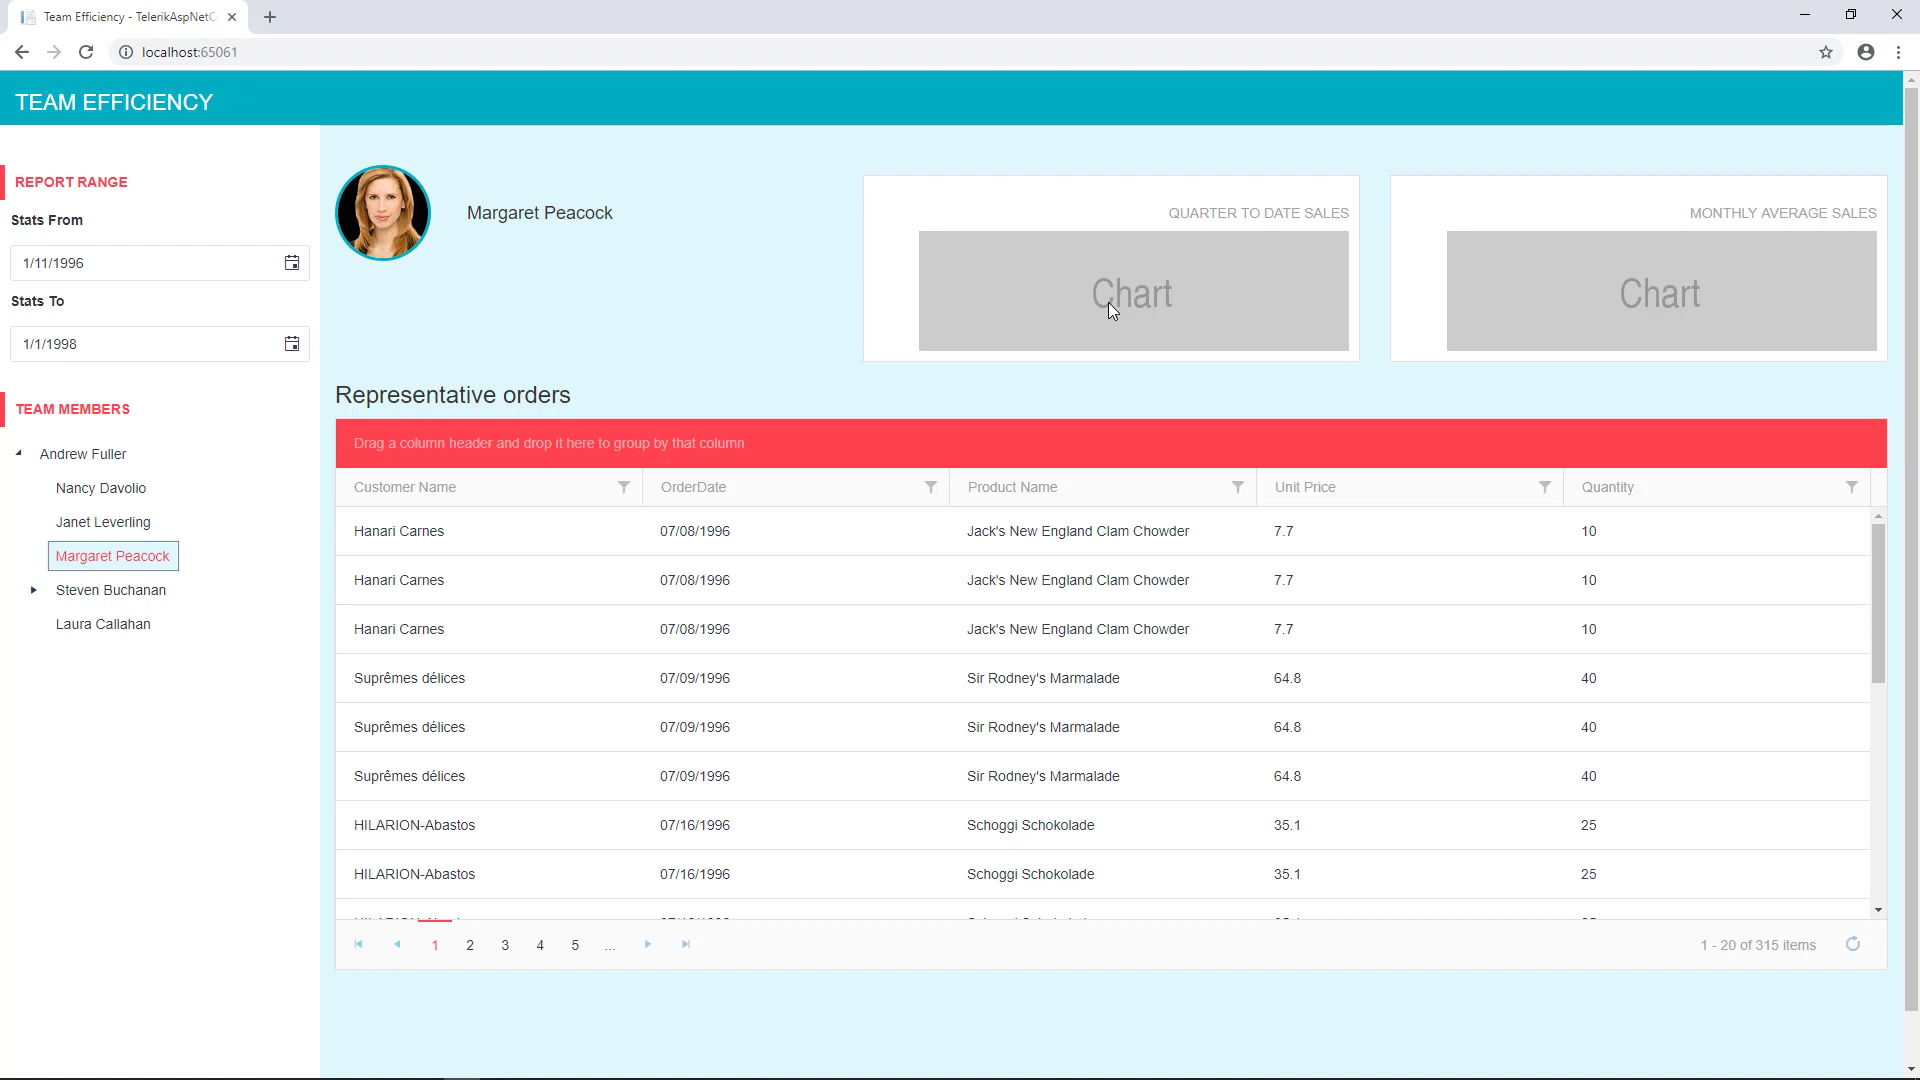 Team Efficiency - TelerikAspNetC
localhost:65061
TEAM EFFICIENCY
REPORT RANGE
Stats From
1/11/1996
Stats To
1/1/1998
TEAM MEMBERS
Andrew Fuller
Nancy Davolio
Janet Leverling
Margaret Peacock
Steven Buchanan
Laura Callahan
Margaret Peacock
QUARTER TO DATE SALES
Chart
MONTHLY AVERAGE SALES
Chart
Representative orders
Drag a column header and drop it here to group by that column
Customer Name OrderDate Product Name Unit Price Quantity
Hanari Carnes 07/08/1996 Jack's New England Clam Chowder 7.7 10
Hanari Carnes 07/08/1996 Jack's New England Clam Chowder 7.7 10
Hanari Carnes 07/08/1996 Jack's New England Clam Chowder 7.7 10
Suprêmes délices 07/09/1996 Sir Rodney's Marmalade 64.8 40
Suprêmes délices 07/09/1996 Sir Rodney's Marmalade 64.8 40
Suprêmes délices 07/09/1996 Sir Rodney's Marmalade 64.8 40
HILARION-Abastos 07/16/1996 Schoggi Schokolade 35.1 25
HILARION-Abastos 07/16/1996 Schoggi Schokolade 35.1 25
1 2 3 4 5 ... 1 - 20 of 315 items